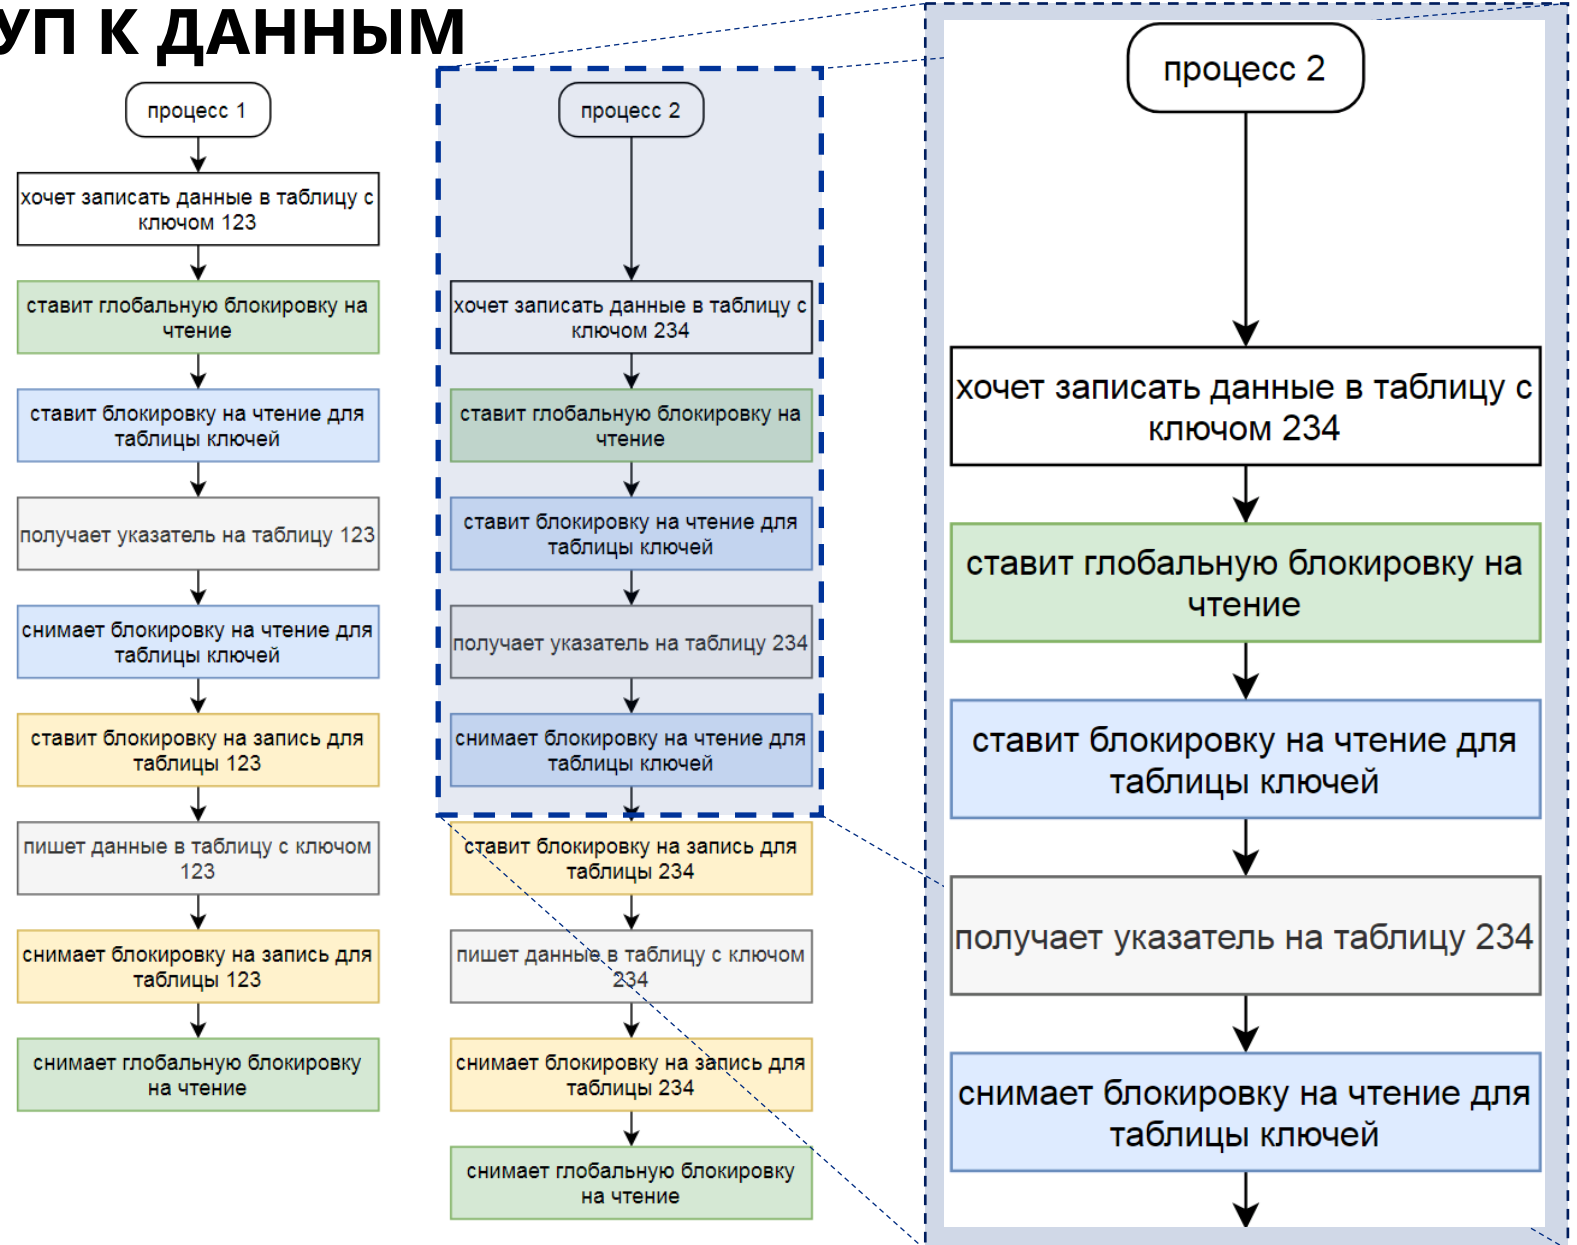 УП К ДАННЫМ
процесс 1
хочет записать данные в таблицу с
ключом 123
ставит глобальную блокировку на
чтение
ставит блокировку на чтение для
таблицы ключей
получает указатель на таблицу 123
снимает блокировку на чтение для
таблицы ключей
ставит блокировку на запись для
таблицы 123
пишет данные в таблицу с ключом
123
снимает блокировку на запись для
таблицы 123
снимает глобальную блокировку
на чтение
процесс 2
хочет записать данные в таблицу с
ключом 234
ставит глобальную блокировку на
чтение
ставит блокировку на чтение для
таблицы ключей
получает указатель на таблицу 234
снимает блокировку на чтение для
таблицы ключей
ставит блокировку на запись для
таблицы 234
пишет данные в таблицу с ключом
234
снимает блокировку на запись для
таблицы 234
снимает глобальную блокировку
на чтение
процесс 2
хочет записать данные в таблицу с
ключом 234
ставит глобальную блокировку на
чтение
ставит блокировку на чтение для
таблицы ключей
получает указатель на таблицу 234
снимает блокировку на чтение для
таблицы ключей